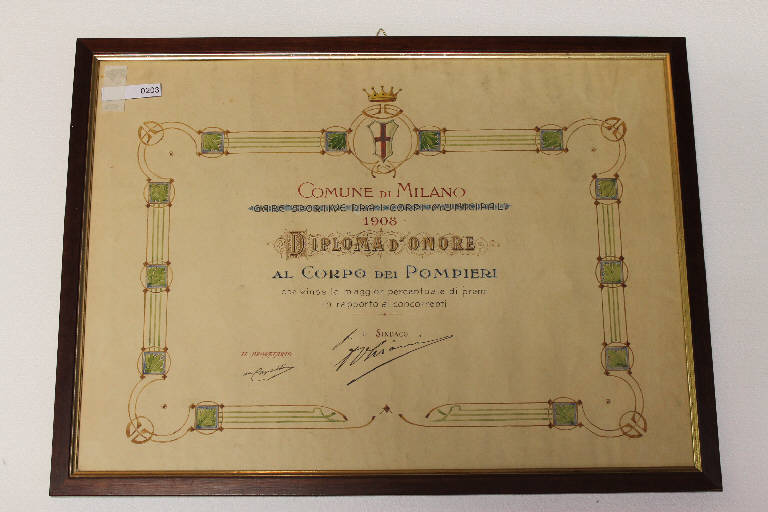 0203
COMUNE DI MILANO
GARE SPORTIVE FRA I CORPI MUNICIPALI
1908
DIPLOMA D'ONORE
AL CORPO DEI POMPIERI
che vinse la maggior percentuale di premi
in rapporto ai concorrenti
IL SEGRETARIO
IL SINDACO